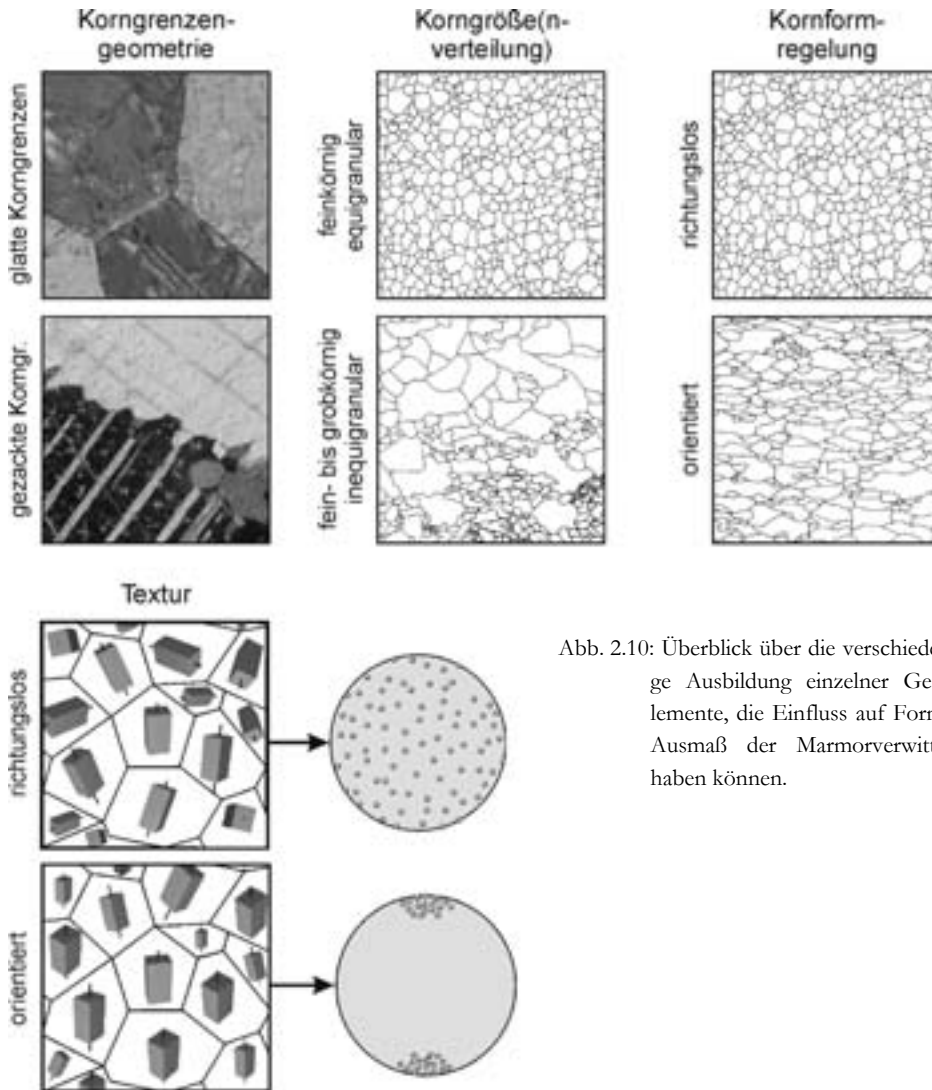 Korngrenzen-
geometrie
Korngröße(n-
verteilung)
Kornform-
regelung
glatte Korngrenzen
feinkörnig
equigranular
richtungslos
gezackte Korngr.
fein- bis grobkörnig
inequigranular
orientiert
Textur
richtungslos
orientiert
Abb. 2.10: Überblick über die verschiede
ge Ausbildung einzelner Ge
lemente, die Einfluss auf For
Ausmaß der Marmorverwitt
haben können.